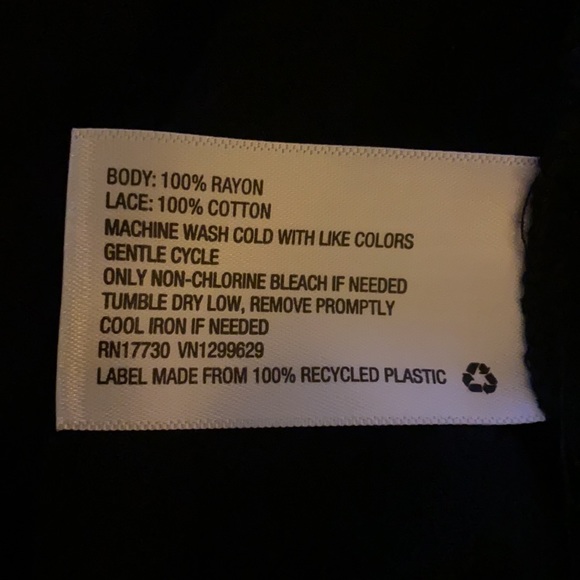 BODY: 100% RAYON
LACE: 100% COTTON
MACHINE WASH COLD WITH LIKE COLORS
GENTLE CYCLE
ONLY NON-CHLORINE BLEACH IF NEEDED
TUMBLE DRY LOW, REMOVE PROMPTLY
COOL IRON IF NEEDED
RN17730 VN1299629
LABEL MADE FROM 100% RECYCLED PLASTIC